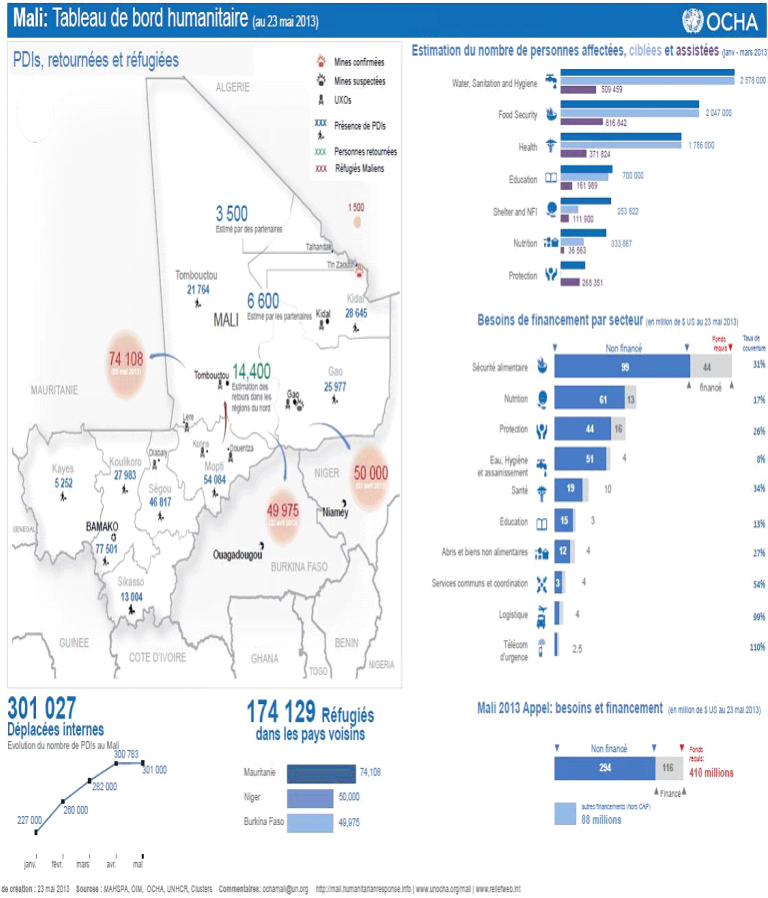 Mali: Tableau de bord humanitaire (au 23 mai 2013)
OCHA
PDIs, retournées et réfugiées
Mines confirmées
Mines suspectées
UXOs
XXX Présence de PDIs
XXX Personnes retournées
XXX Réfugiés Maliens
ALGERIE
1 500
3 500
Estimé par des partenaires
Talhandak
Tin Zaouten
Tombouctou
21 764
6 600
Estimé par les partenaires
MALI
Kidal
Kidal
28 645
74 108
14,400
Estimation des
retours dans les
régions du nord
Tombouctou
Gao
25 977
Gao
MAURITANIE
Lere
Konna
Douentza
Diabaly
Kayes
5 252
Koulikoro
27 983
Ségou
46 817
Mopti
54 084
NIGER
50 000
Niamey
49 975
SENEGAL
BAMAKO
77 501
Ouagadougou
BURKINA FASO
Sikasso
13 004
GUINEE
COTE D'IVOIRE
GHANA
TOGO
BENIN
NIGERIA
301 027
Déplacées internes
Evolution du nombre de PDIs au Mali
300 783
301 000
282 000
260 000
227 000
janv.
févr.
mars
avr.
mai
174 129 Réfugiés
dans les pays voisins
Mauritanie 74,108
Niger 50,000
Burkina Faso 49,975
Estimation du nombre de personnes affectées, ciblées et assistées (janv - mars 2013)
Water, Sanitation and Hygiene
2 578 000
509 459
Food Security
2 047 000
616 842
Health
1 786 000
371 824
Education
700 000
161 989
Shelter and NFI
253 622
111 900
Nutrition
333 667
36 563
Protection
268 351
Besoins de financement par secteur (en million de $ US au 23 mai 2013)
Non financé
Fonds
requis
Taux de
couverture
Sécurité alimentaire 99 44 31%
financé
Nutrition 61 13 17%
Protection 44 16 26%
Eau, Hygiène
et assainissement 51 4 8%
Santé 19 10 34%
Education 15 3 13%
Abris et biens non alimentaires 12 4 27%
Services communs et coordination 3 4 54%
Logistique 4 99%
Télécom
d'urgence 2.5 110%
Mali 2013 Appel: besoins et financement (en million de $ US au 23 mai 2013)
Non financé
Fonds
requis:
294 116 410 millions
Financé
autres financements (hors CAP)
88 millions
de création : 23 mai 2013 Sources : MAHSPA, OIM, OCHA, UNHCR, Clusters Commentaires: ochamali@un.org http://mali.humanitarianresponse.info | www.unocha.org/mali | www.reliefweb.int